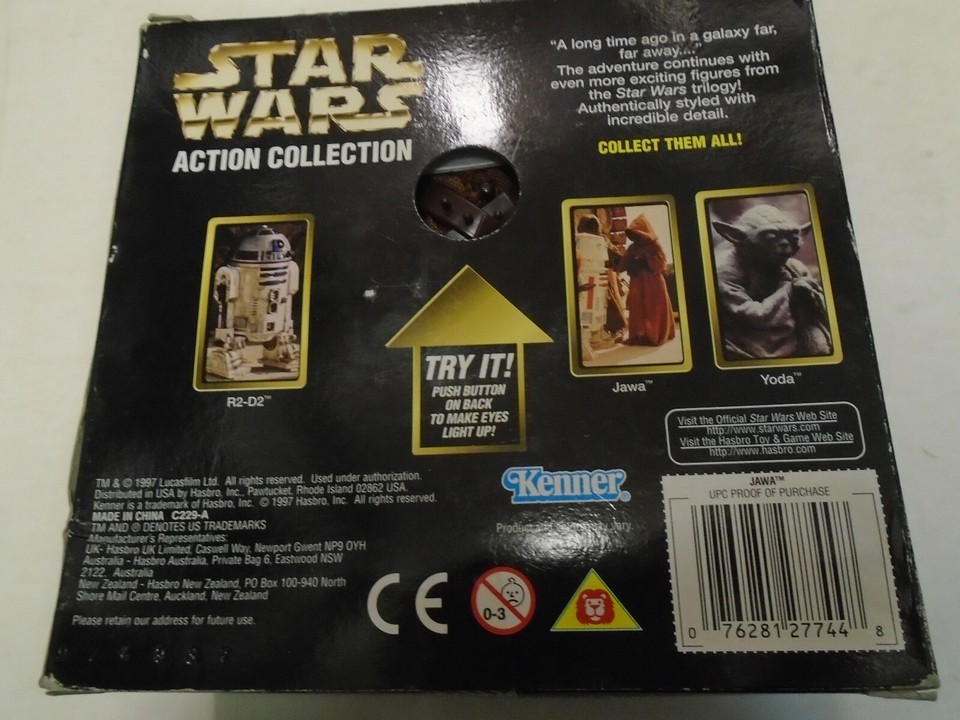 STAR
WARS
ACTION COLLECTION
"A long time ago in a galaxy far,
far away...."
The adventure continues with
even more exciting figures from
the Star Wars trilogy!
Authentically styled with
incredible detail.
COLLECT THEM ALL!
R2-D2™
TRY IT!
PUSH BUTTON
ON BACK
TO MAKE EYES
LIGHT UP!
Jawa™
Yoda™
Visit the Official Star Wars Web Site
http://www.starwars.com
Visit the Hasbro Toy & Game Web Site
http://www.hasbro.com
TM & © 1997 Lucasfilm Ltd. All rights reserved. Used under authorization.
Distributed in USA by Hasbro, Inc., Pawtucket, Rhode Island 02862 USA.
Kenner is a trademark of Hasbro, Inc. © 1997 Hasbro, Inc. All rights reserved.
MADE IN CHINA C229-A
TM AND ® DENOTES US TRADEMARKS
Manufacturer's Representatives:
UK- Hasbro UK Limited, Caswell Way, Newport Gwent NP9 0YH
Australia - Hasbro Australia, Private Bag 6, Eastwood NSW
2122, Australia
New Zealand - Hasbro New Zealand, PO Box 100-940 North
Shore Mail Centre, Auckland, New Zealand
Please retain our address for future use.
Kenner®
Product may vary.
CE
0-3
JAWA™
UPC PROOF OF PURCHASE
0 76281 27744 8